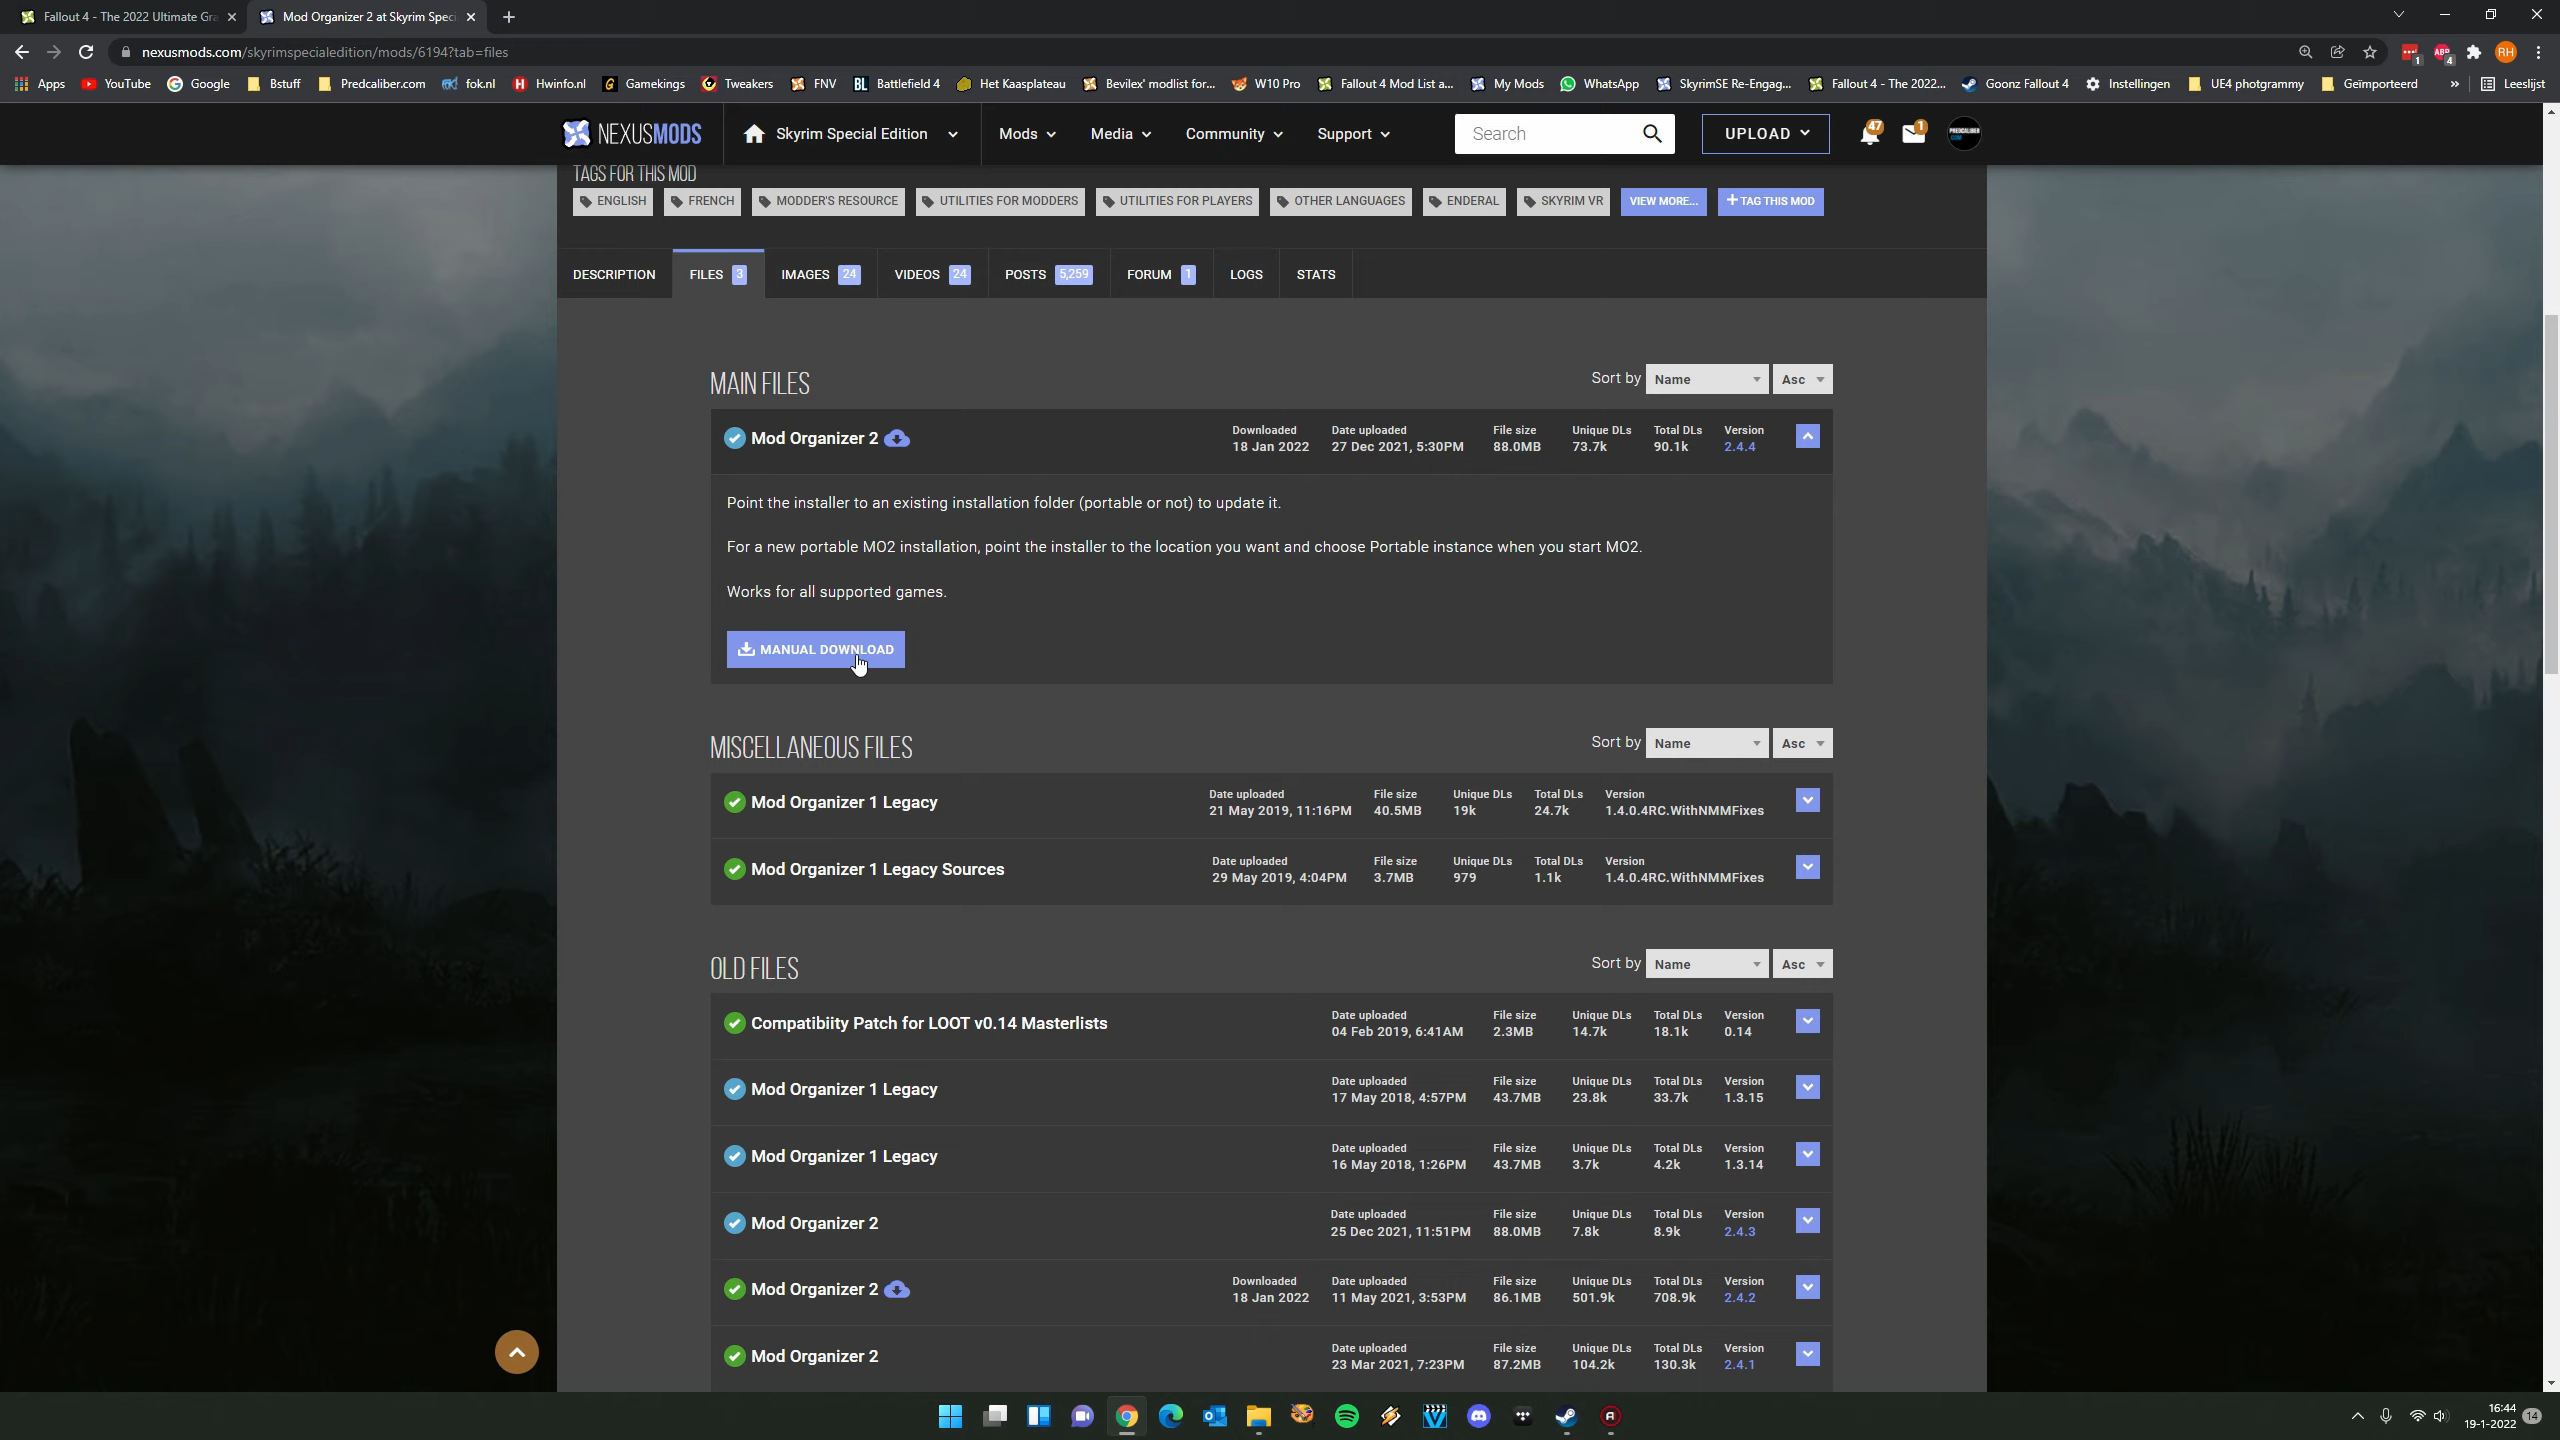 Fallout 4 - The 2022 Ultimate Gra
Mod Organizer 2 at Skyrim Speci
nexusmods.com/skyrimspecialedition/mods/6194?tab=files
RH
Apps YouTube Google Bstuff Predcaliber.com fok.nl Hwinfo.nl Gamekings Tweakers FNV Battlefield 4 Het Kaasplateau Bevilex' modlist for... W10 Pro Fallout 4 Mod List a... My Mods WhatsApp SkyrimSE Re-Engag... Fallout 4 - The 2022... Goonz Fallout 4 Instellingen UE4 photgrammy Geïmporteerd » Leeslijst
NEXUSMODS Skyrim Special Edition Mods Media Community Support Search UPLOAD 47 1
TAGS FOR THIS MOD
ENGLISH FRENCH MODDER'S RESOURCE UTILITIES FOR MODDERS UTILITIES FOR PLAYERS OTHER LANGUAGES ENDERAL SKYRIM VR VIEW MORE... + TAG THIS MOD
DESCRIPTION FILES 3 IMAGES 24 VIDEOS 24 POSTS 5,259 FORUM 1 LOGS STATS
MAIN FILES Sort by Name Asc
Mod Organizer 2
Downloaded Date uploaded File size Unique DLs Total DLs Version
18 Jan 2022 27 Dec 2021, 5:30PM 88.0MB 73.7k 90.1k 2.4.4
Point the installer to an existing installation folder (portable or not) to update it.
For a new portable MO2 installation, point the installer to the location you want and choose Portable instance when you start MO2.
Works for all supported games.
MANUAL DOWNLOAD
MISCELLANEOUS FILES Sort by Name Asc
Mod Organizer 1 Legacy
Date uploaded File size Unique DLs Total DLs Version
21 May 2019, 11:16PM 40.5MB 19k 24.7k 1.4.0.4RC.WithNMMFixes
Mod Organizer 1 Legacy Sources
Date uploaded File size Unique DLs Total DLs Version
29 May 2019, 4:04PM 3.7MB 979 1.1k 1.4.0.4RC.WithNMMFixes
OLD FILES Sort by Name Asc
Compatibiity Patch for LOOT v0.14 Masterlists
Date uploaded File size Unique DLs Total DLs Version
04 Feb 2019, 6:41AM 2.3MB 14.7k 18.1k 0.14
Mod Organizer 1 Legacy
Date uploaded File size Unique DLs Total DLs Version
17 May 2018, 4:57PM 43.7MB 23.8k 33.7k 1.3.15
Mod Organizer 1 Legacy
Date uploaded File size Unique DLs Total DLs Version
16 May 2018, 1:26PM 43.7MB 3.7k 4.2k 1.3.14
Mod Organizer 2
Date uploaded File size Unique DLs Total DLs Version
25 Dec 2021, 11:51PM 88.0MB 7.8k 8.9k 2.4.3
Mod Organizer 2
Downloaded Date uploaded File size Unique DLs Total DLs Version
18 Jan 2022 11 May 2021, 3:53PM 86.1MB 501.9k 708.9k 2.4.2
Mod Organizer 2
Date uploaded File size Unique DLs Total DLs Version
23 Mar 2021, 7:23PM 87.2MB 104.2k 130.3k 2.4.1
16:44
19-1-2022 14